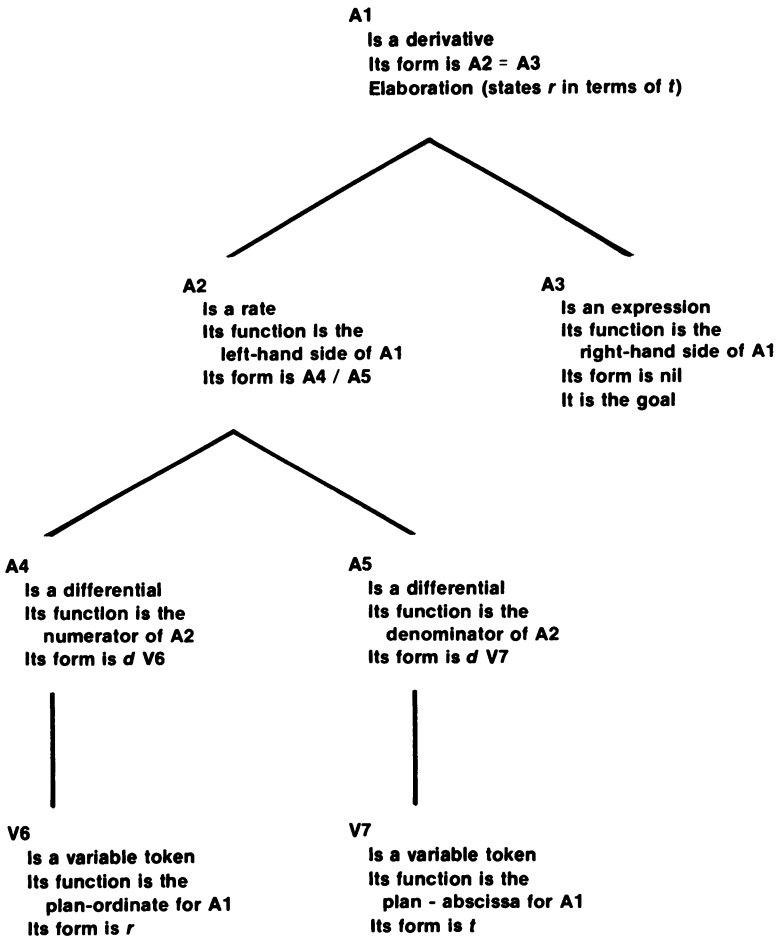 A1
Is a derivative
Its form is A2 = A3
Elaboration (states r in terms of t)
A2
Is a rate
Its function is the
left-hand side of A1
Its form is A4 / A5
A3
Is an expression
Its function is the
right-hand side of A1
Its form is nil
It is the goal
A4
Is a differential
Its function is the
numerator of A2
Its form is d V6
A5
Is a differential
Its function is the
denominator of A2
Its form is d V7
V6
Is a variable token
Its function is the
plan-ordinate for A1
Its form is r
V7
Is a variable token
Its function is the
plan - abscissa for A1
Its form is t